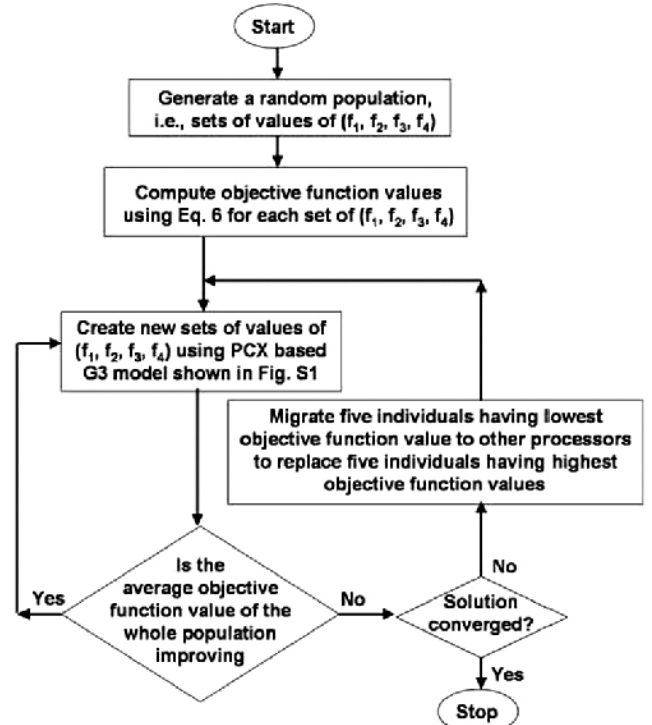 Start
Generate a random population,
i.e., sets of values of (f₁, f₂, f₃, f₄)
Compute objective function values
using Eq. 6 for each set of (f₁, f₂, f₃, f₄)
Create new sets of values of
(f₁, f₂, f₃, f₄) using PCX based
G3 model shown in Fig. S1
Migrate five individuals having lowest
objective function value to other processors
to replace five individuals having highest
objective function values
Is the
average objective
function value of the
whole population
improving
Yes
No
Solution
converged?
No
Yes
Stop